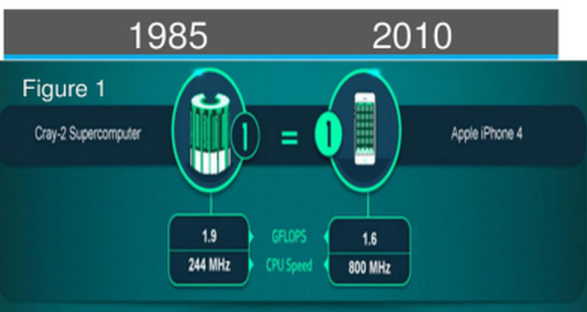 1985 2010
Figure 1
Cray-2 Supercomputer 1 = 1 Apple iPhone 4
1.9 GFLOPS 1.6
244 MHz CPU Speed 800 MHz